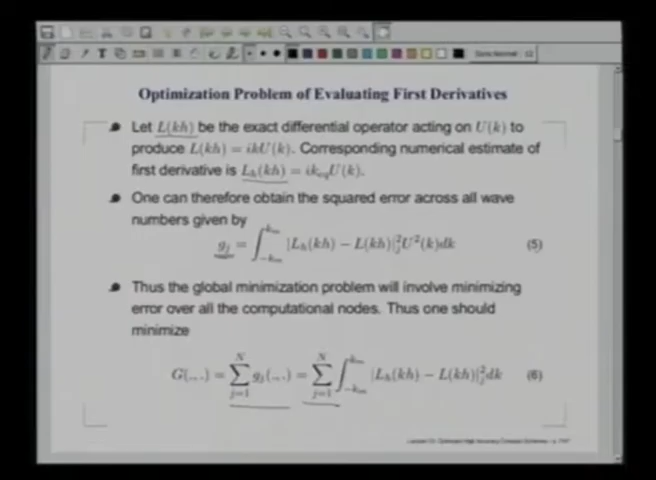 Optimization Problem of Evaluating First Derivatives
Let L(kh) be the exact differential operator acting on U(k) to
produce L(kh) = ikU(k). Corresponding numerical estimate of
first derivative is L_h(kh) = ik_{eq}U(k).
One can therefore obtain the squared error across all wave
numbers given by
g_j = ∫_{-k_m}^{k_m} |L_h(kh) − L(kh)|_j^2 U^2(k)dk (5)
Thus the global minimization problem will involve minimizing
error over all the computational nodes. Thus one should
minimize
G(.,.) = ∑_{j=1}^{N} g_j(.,.) = ∑_{j=1}^{N} ∫_{-k_m}^{k_m} |L_h(kh) − L(kh)|_j^2 dk (6)